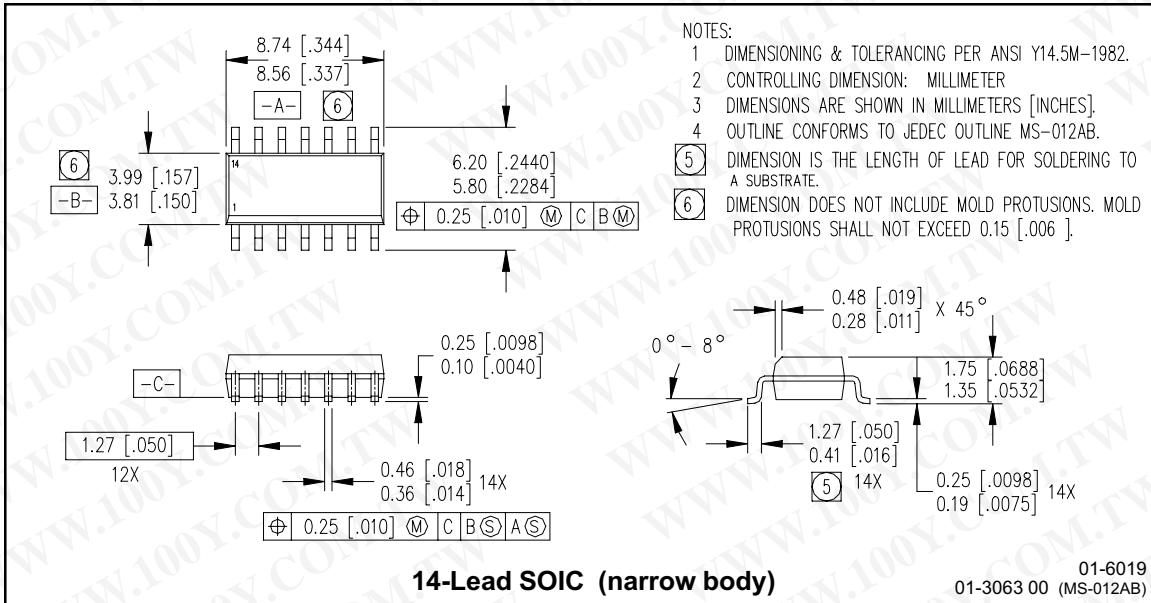 8.74 [.344]
8.56 [.337]
-A- 6
14
1
6
3.99 [.157]
-B- 3.81 [.150]
6.20 [.2440]
5.80 [.2284]
⌖ 0.25 [.010] Ⓜ C B Ⓜ
NOTES:
1 DIMENSIONING & TOLERANCING PER ANSI Y14.5M-1982.
2 CONTROLLING DIMENSION: MILLIMETER
3 DIMENSIONS ARE SHOWN IN MILLIMETERS [INCHES].
4 OUTLINE CONFORMS TO JEDEC OUTLINE MS-012AB.
5 DIMENSION IS THE LENGTH OF LEAD FOR SOLDERING TO
A SUBSTRATE.
6 DIMENSION DOES NOT INCLUDE MOLD PROTUSIONS. MOLD
PROTUSIONS SHALL NOT EXCEED 0.15 [.006 ].
-C-
0.25 [.0098]
0.10 [.0040]
1.27 [.050]
12X
0.46 [.018]
0.36 [.014] 14X
⌖ 0.25 [.010] Ⓜ C B Ⓢ A Ⓢ
0.48 [.019]
0.28 [.011] X 45°
0° - 8°
1.75 [.0688]
1.35 [.0532]
1.27 [.050]
0.41 [.016]
5 14X
0.25 [.0098]
0.19 [.0075] 14X
14-Lead SOIC (narrow body)
01-6019
01-3063 00 (MS-012AB)
WWW.100Y.COM.TW